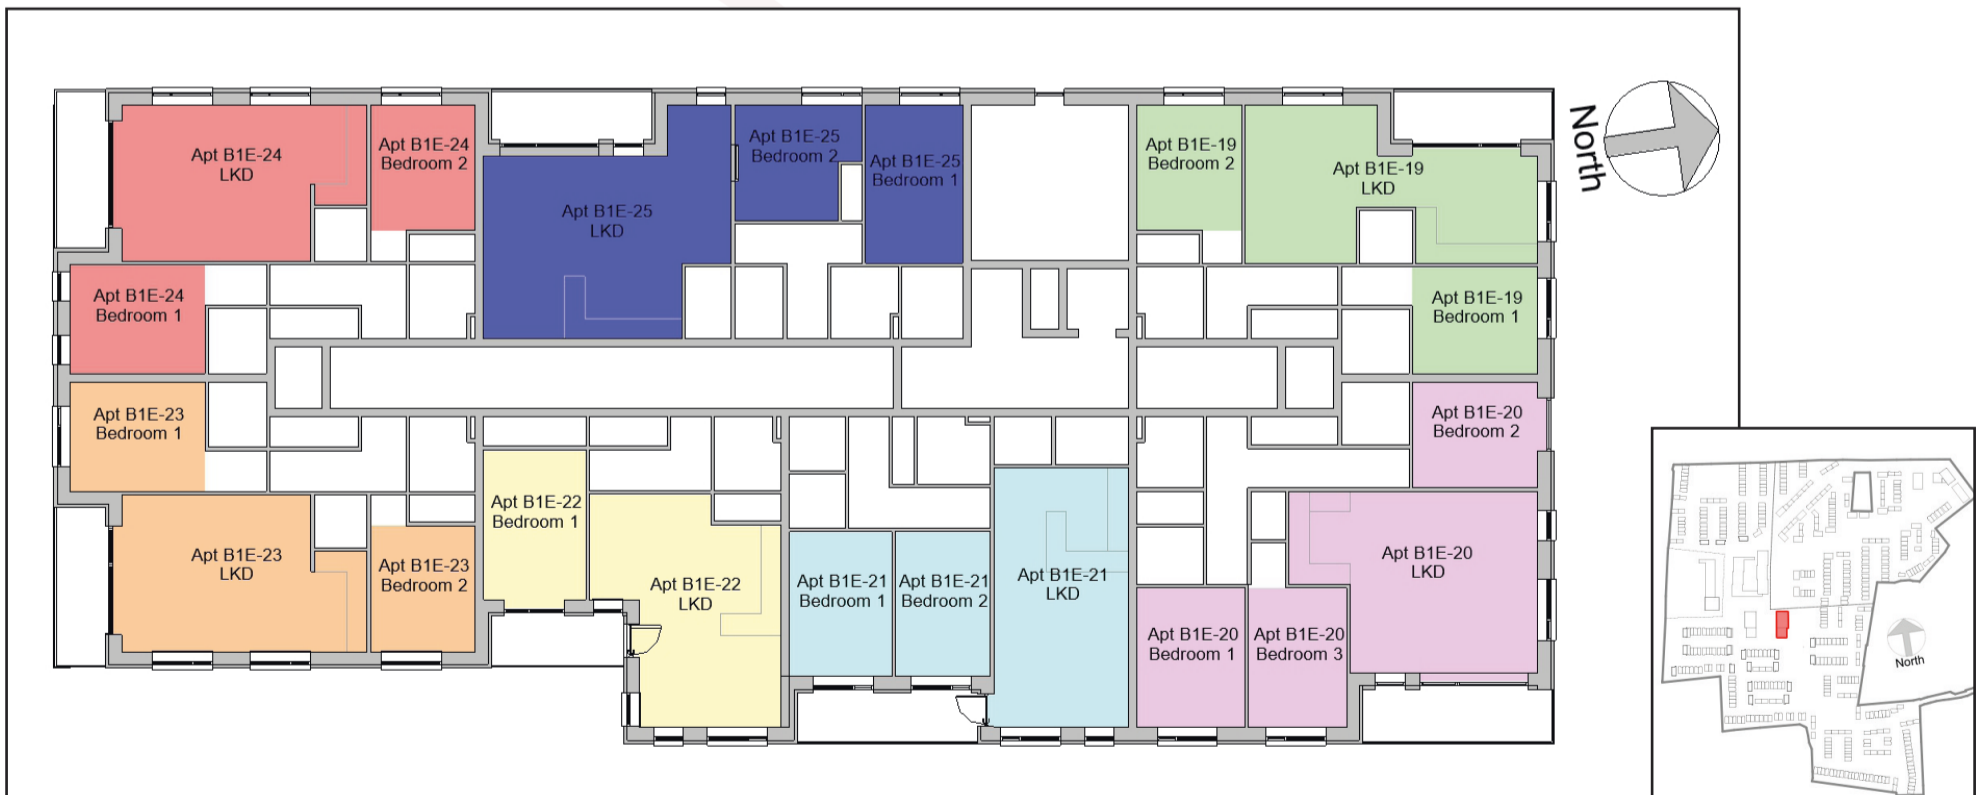 Apt B1E-24
LKD
Apt B1E-24
Bedroom 2
Apt B1E-25
LKD
Apt B1E-25
Bedroom 2
Apt B1E-25
Bedroom 1
Apt B1E-19
Bedroom 2
Apt B1E-19
LKD
North
Apt B1E-24
Bedroom 1
Apt B1E-19
Bedroom 1
Apt B1E-23
Bedroom 1
Apt B1E-20
Bedroom 2
Apt B1E-23
LKD
Apt B1E-23
Bedroom 2
Apt B1E-22
Bedroom 1
Apt B1E-22
LKD
Apt B1E-21
Bedroom 1
Apt B1E-21
Bedroom 2
Apt B1E-21
LKD
Apt B1E-20
Bedroom 1
Apt B1E-20
Bedroom 3
Apt B1E-20
LKD
North